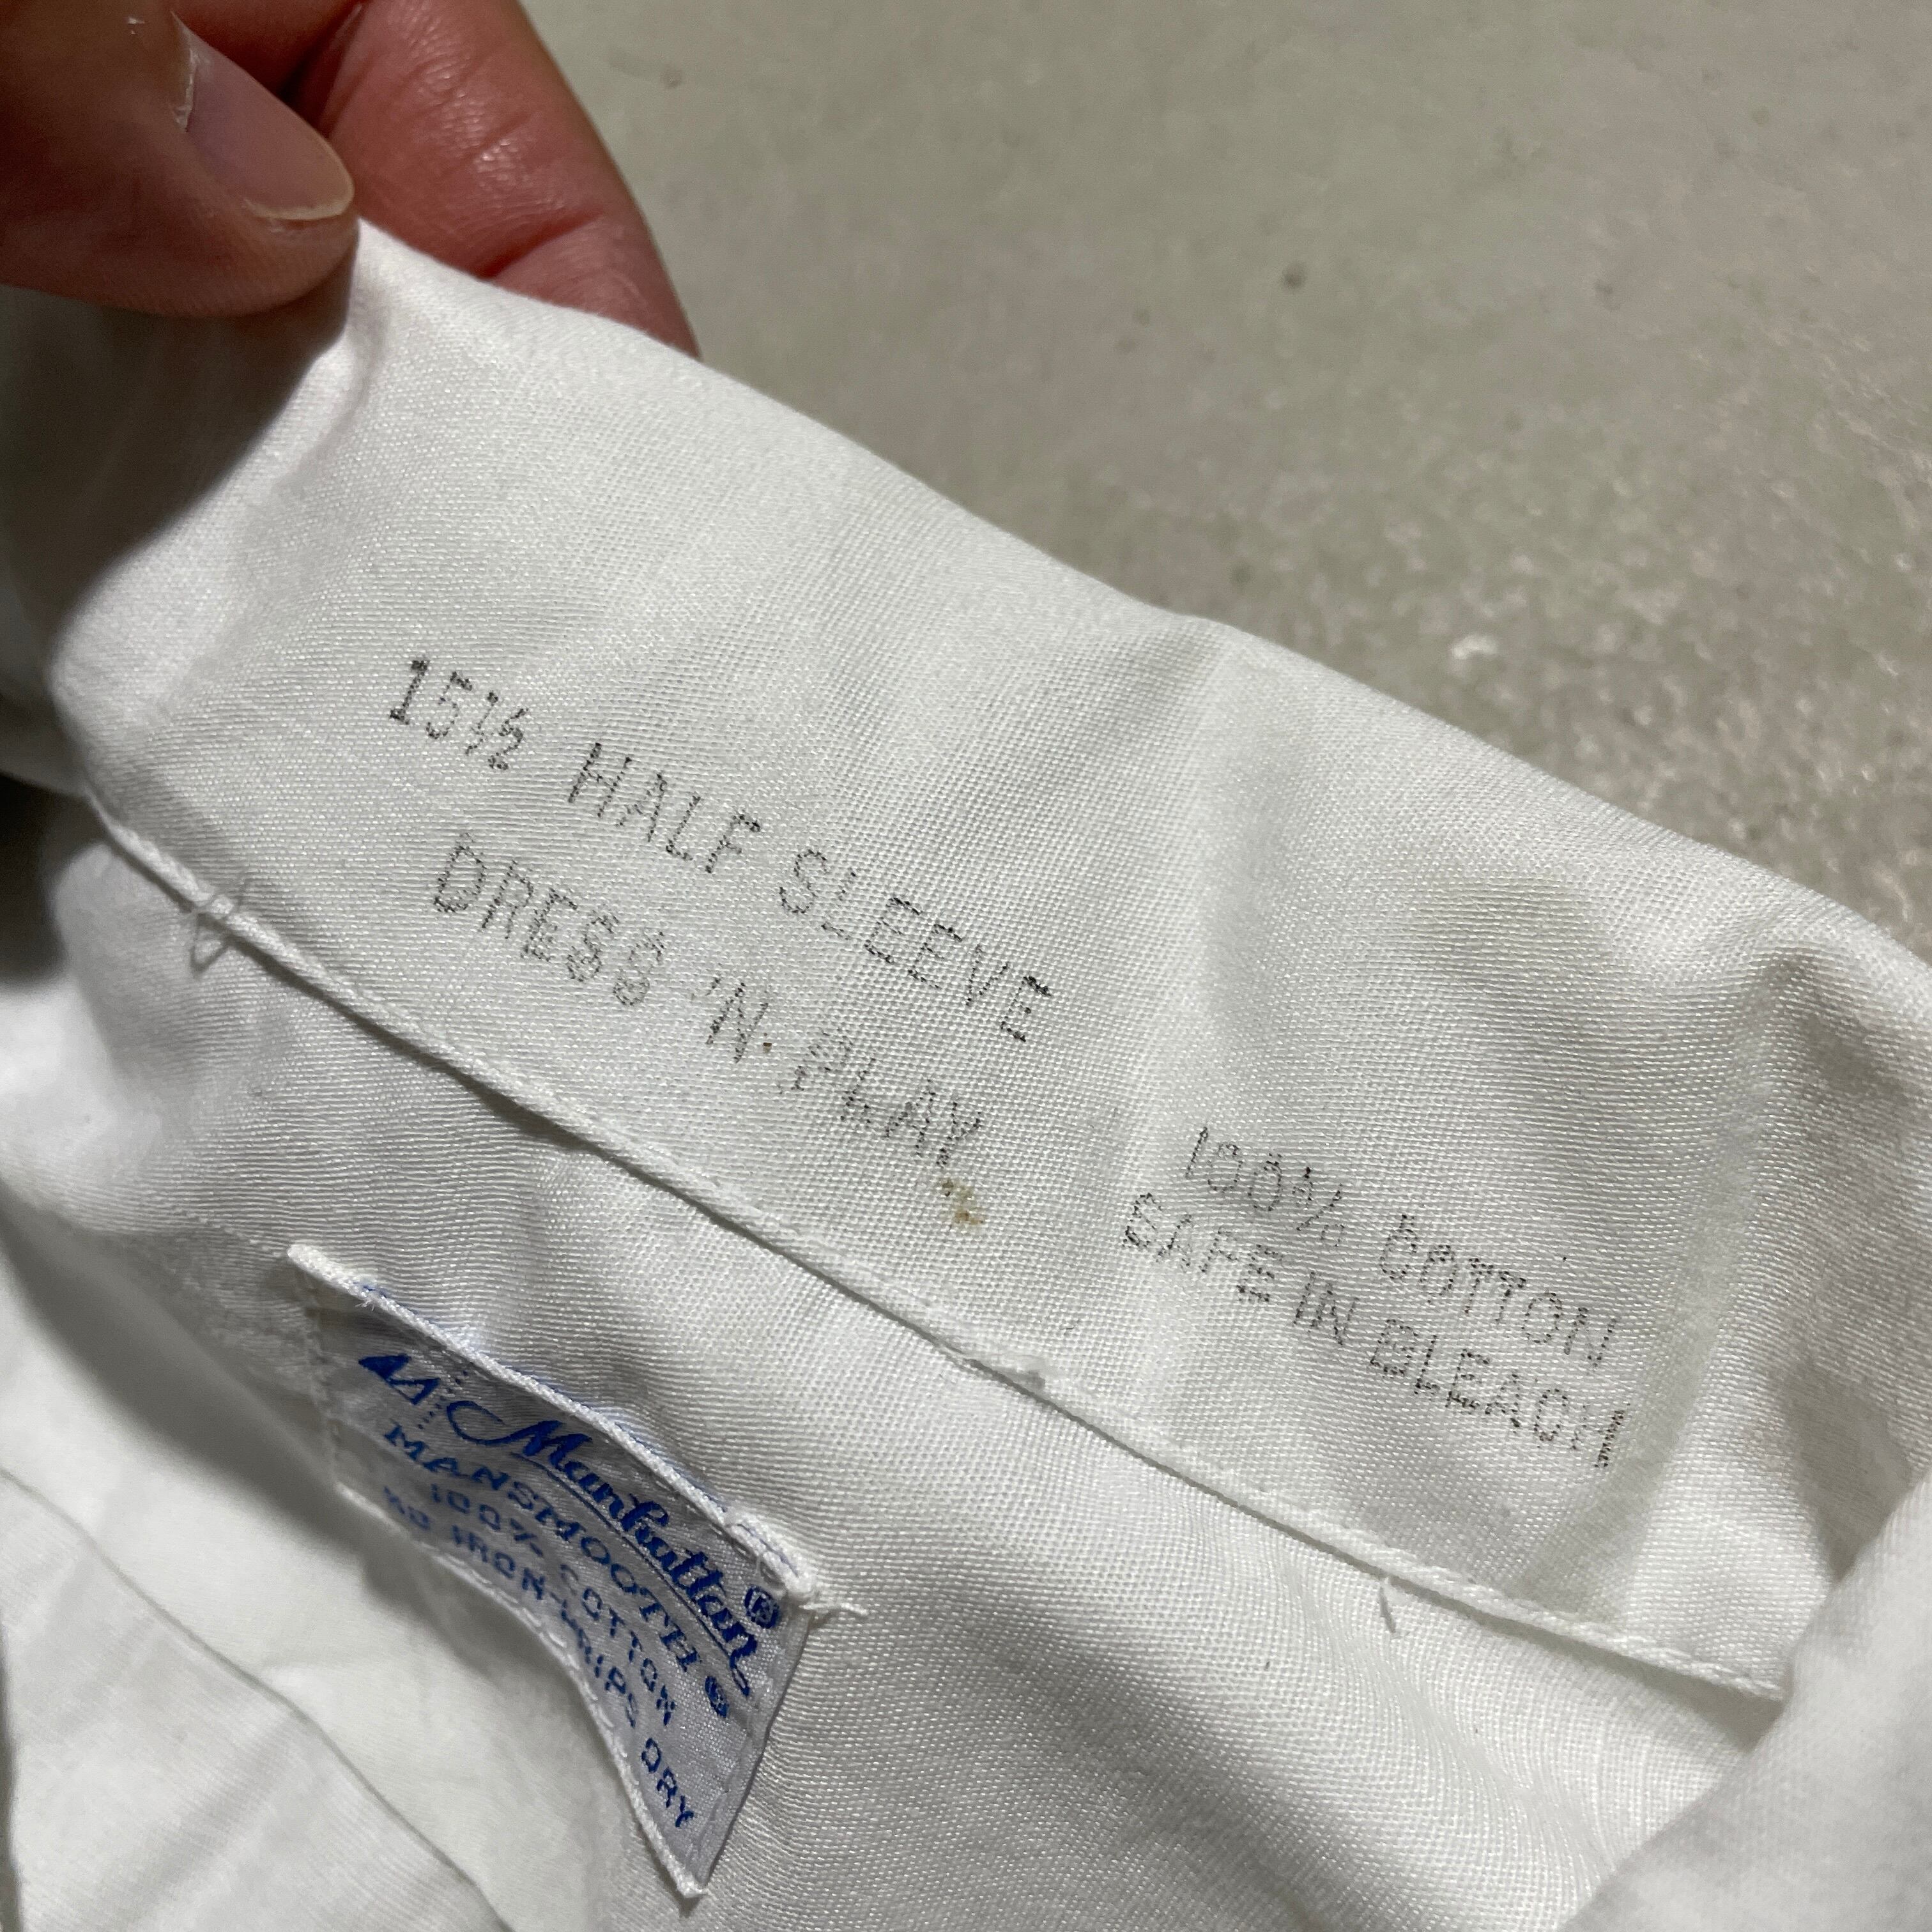 15½ HALF SLEEVE
DRESS 'N PLAY
100% COTTON
SAFE IN BLEACH
Manhattan®
MANSMOOTH®
100% COTTON
NO IRON-DRIPS DRY